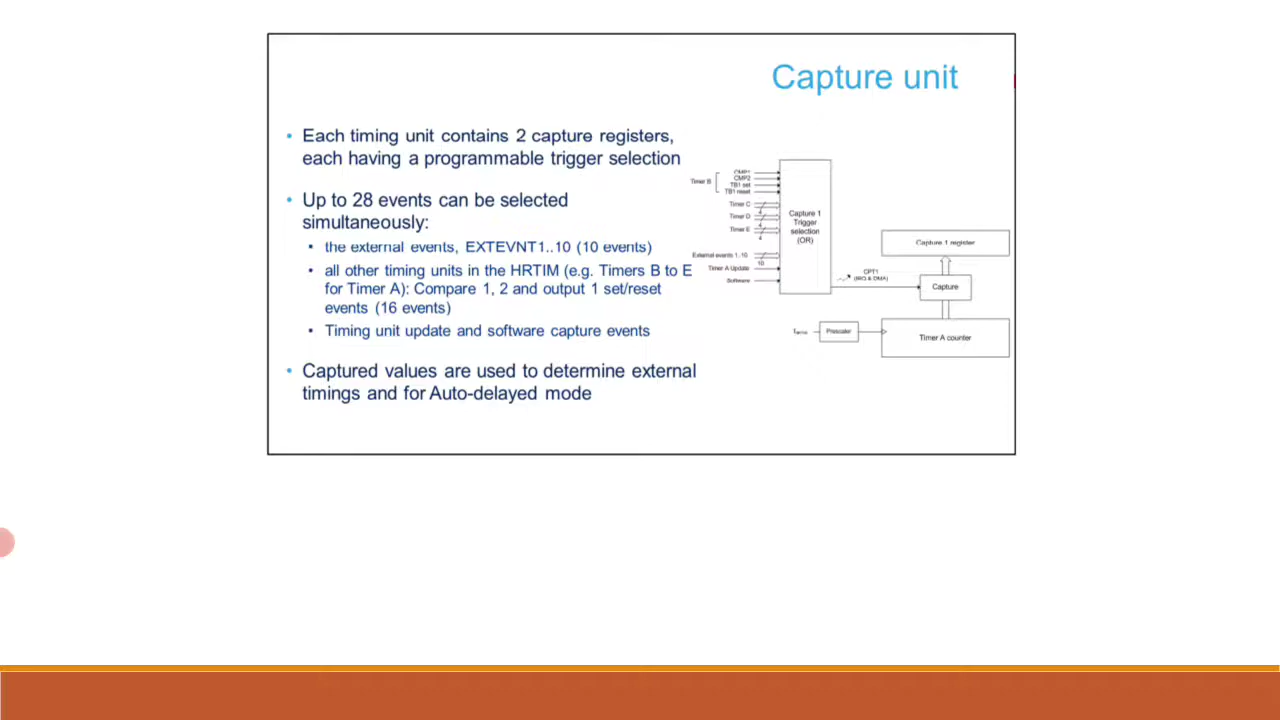 Capture unit
• Each timing unit contains 2 capture registers,
each having a programmable trigger selection
• Up to 28 events can be selected
simultaneously:
• the external events, EXTEVNT1..10 (10 events)
• all other timing units in the HRTIM (e.g. Timers B to E
for Timer A): Compare 1, 2 and output 1 set/reset
events (16 events)
• Timing unit update and software capture events
• Captured values are used to determine external
timings and for Auto-delayed mode
Timer B
CMP1
CMP2
TB1 set
TB1 reset
Timer C
4
Timer D
4
Timer E
4
External events 1..10
10
Timer A Update
Software
Capture 1
Trigger
selection
(OR)
CPT1
(IRQ & DMA)
Capture 1 register
Capture
Prescaler
Timer A counter